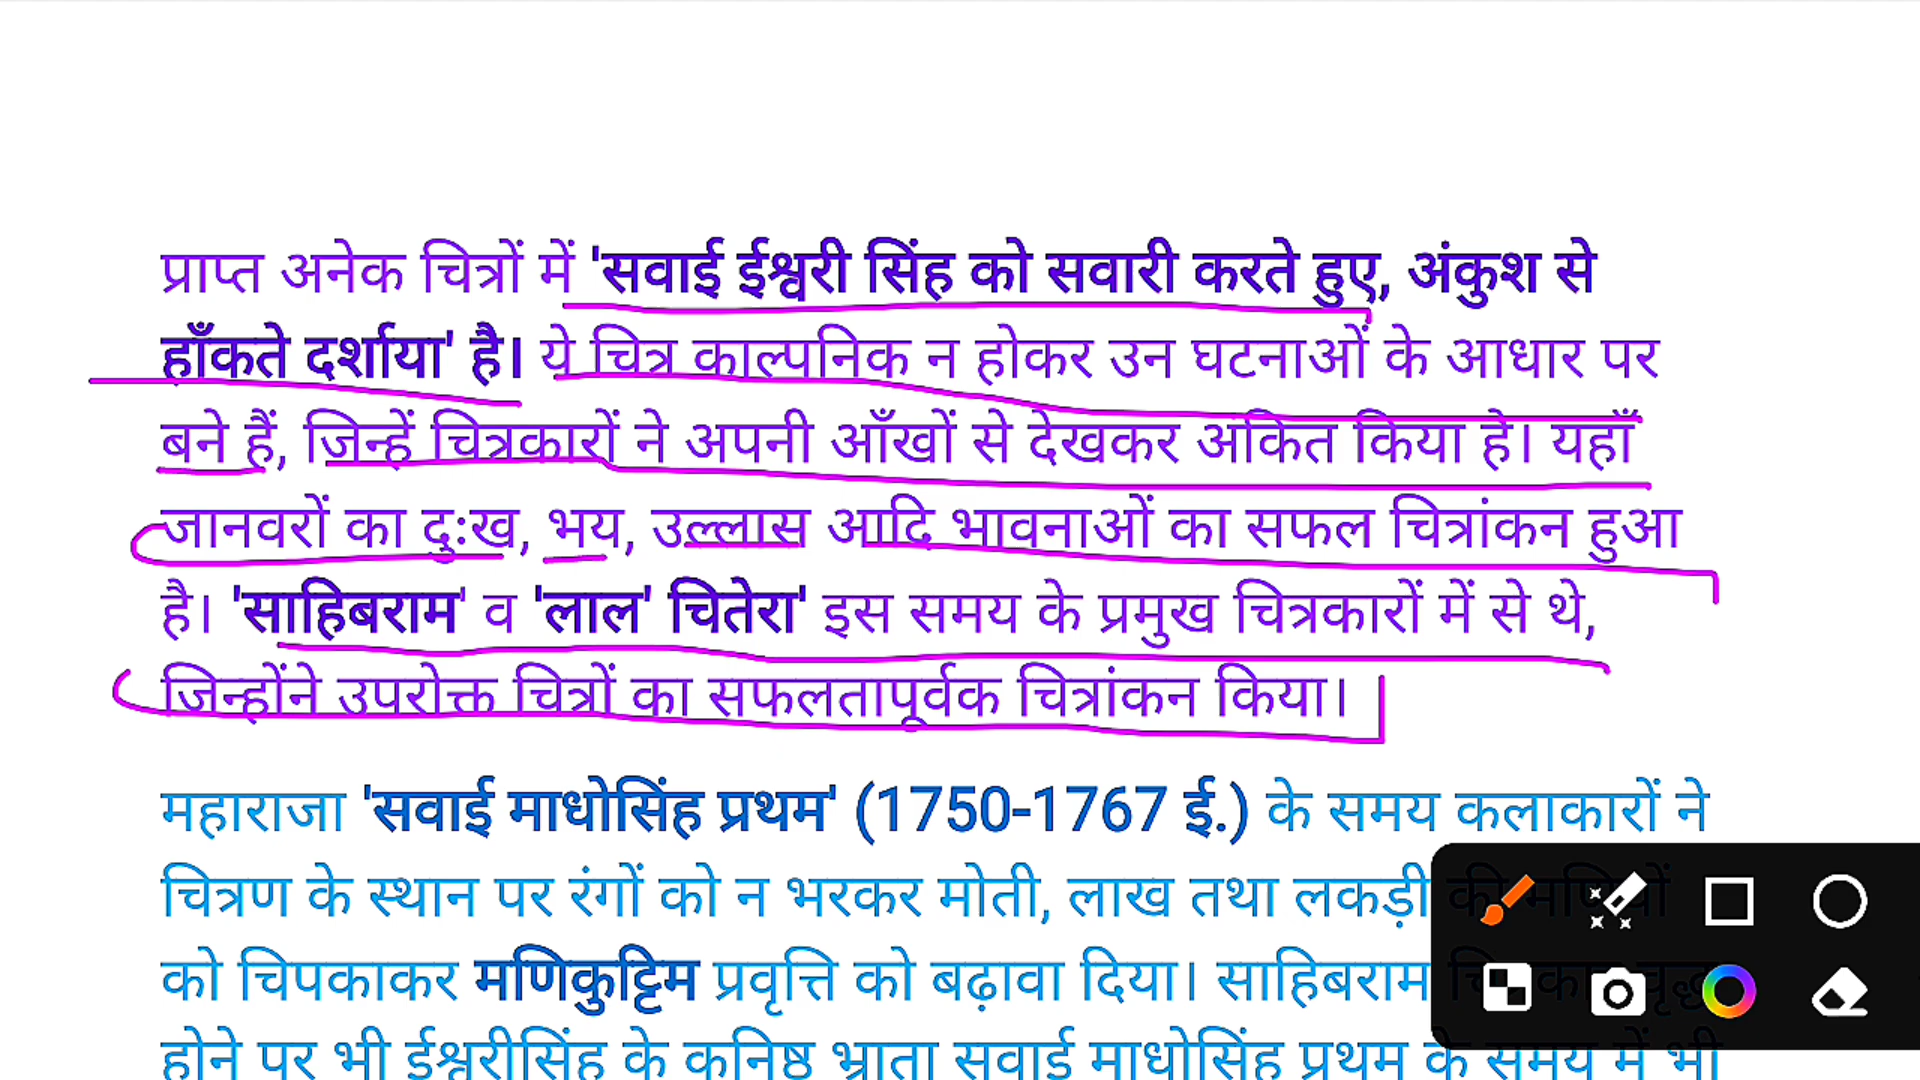 प्राप्त अनेक चित्रों में 'सवाई ईश्वरी सिंह को सवारी करते हुए, अंकुश से
हाँकते दर्शाया' है। ये चित्र काल्पनिक न होकर उन घटनाओं के आधार पर
बने हैं, जिन्हें चित्रकारों ने अपनी आँखों से देखकर अंकित किया है। यहाँ
जानवरों का दुःख, भय, उल्लास आदि भावनाओं का सफल चित्रांकन हुआ
है। 'साहिबराम' व 'लाल' चितेरा' इस समय के प्रमुख चित्रकारों में से थे,
जिन्होंने उपरोक्त चित्रों का सफलतापूर्वक चित्रांकन किया।
महाराजा 'सवाई माधोसिंह प्रथम' (1750-1767 ई.) के समय कलाकारों ने
चित्रण के स्थान पर रंगों को न भरकर मोती, लाख तथा लकड़ी की मणियों
को चिपकाकर मणिकुट्टिम प्रवृत्ति को बढ़ावा दिया। साहिबराम चित्रकार वृद्ध
होने पर भी ईश्वरीसिंह के कनिष्ठ भ्राता सवाई माधोसिंह प्रथम के समय में भी